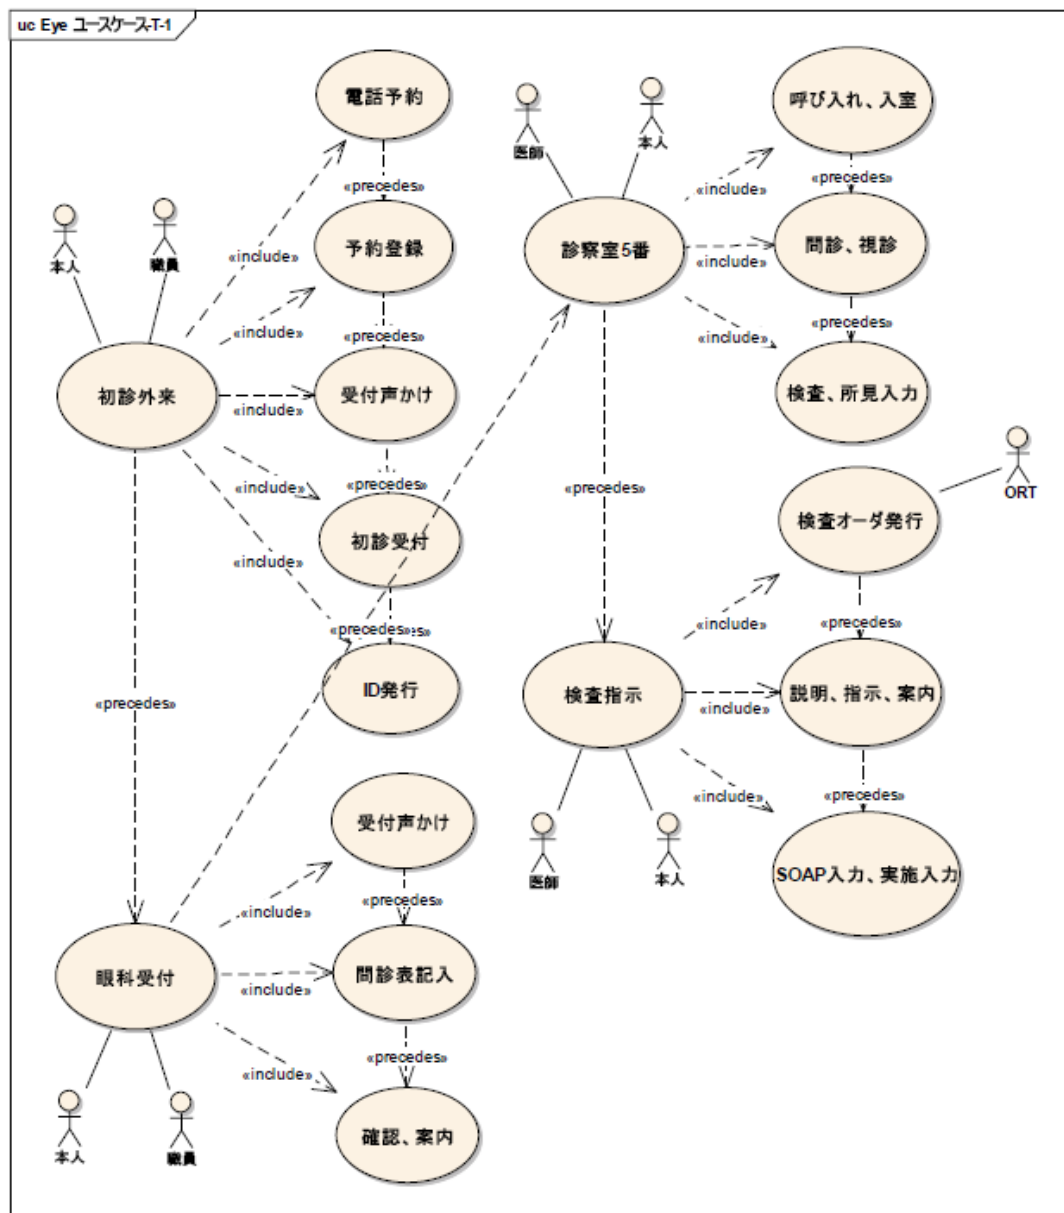 uc Eye ユースケース-T-1
電話予約
«precedes»
予約登録
«include»
本人
職員
«include»
«precedes»
初診外来
受付声かけ
«include»
«precedes»
«include»
初診受付
«include»
«precedes»
ID発行
«precedes»
受付声かけ
«precedes»
«include»
眼科受付
問診表記入
«include»
«precedes»
«include»
確認、案内
本人
職員
医師
本人
呼び入れ、入室
«include»
«precedes»
診察室5番
問診、視診
«include»
«precedes»
«include»
検査、所見入力
«precedes»
ORT
検査オーダ発行
«include»
«precedes»
検査指示
説明、指示、案内
«include»
«precedes»
«include»
SOAP入力、実施入力
医師
本人